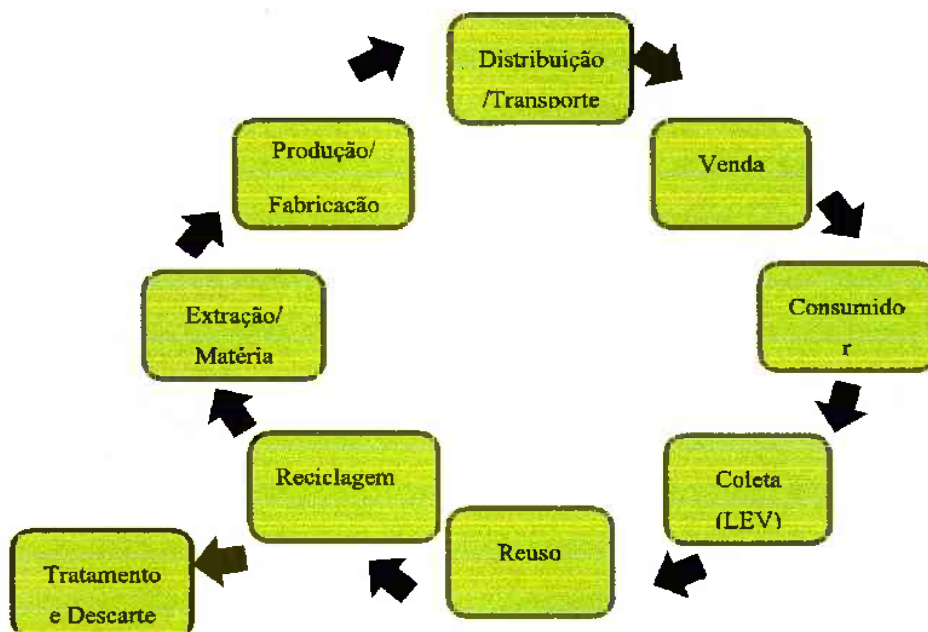 Distribuição
/Transporte
Venda
Consumido
r
Coleta
(LEV)
Reuso
Reciclagem
Tratamento
e Descarte
Extração/
Matéria
Produção/
Fabricação